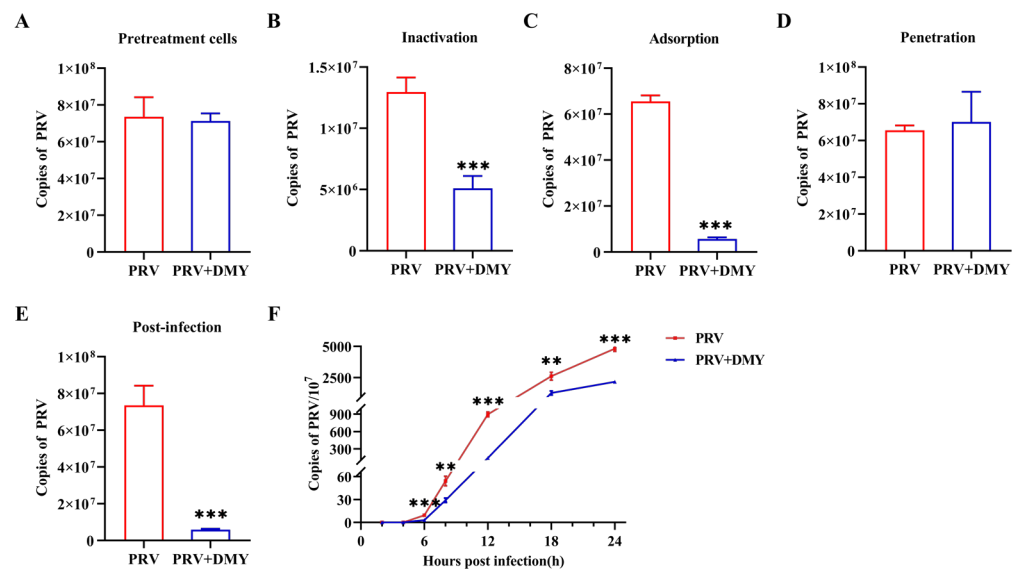 A
Pretreatment cells
Copies of PRV
1×10⁸
8×10⁷
6×10⁷
4×10⁷
2×10⁷
0
PRV PRV+DMY
B
Inactivation
Copies of PRV
1.5×10⁷
1×10⁷
5×10⁶
0
***
PRV PRV+DMY
C
Adsorption
Copies of PRV
8×10⁷
6×10⁷
4×10⁷
2×10⁷
0
***
PRV PRV+DMY
D
Penetration
Copies of PRV
1×10⁸
8×10⁷
6×10⁷
4×10⁷
2×10⁷
0
PRV PRV+DMY
E
Post-infection
Copies of PRV
1×10⁸
8×10⁷
6×10⁷
4×10⁷
2×10⁷
0
***
PRV PRV+DMY
F
Copies of PRV/10⁷
5000
2500
900
600
300
60
30
0
*** ** *** ** ***
0 6 12 18 24
Hours post infection(h)
PRV
PRV+DMY